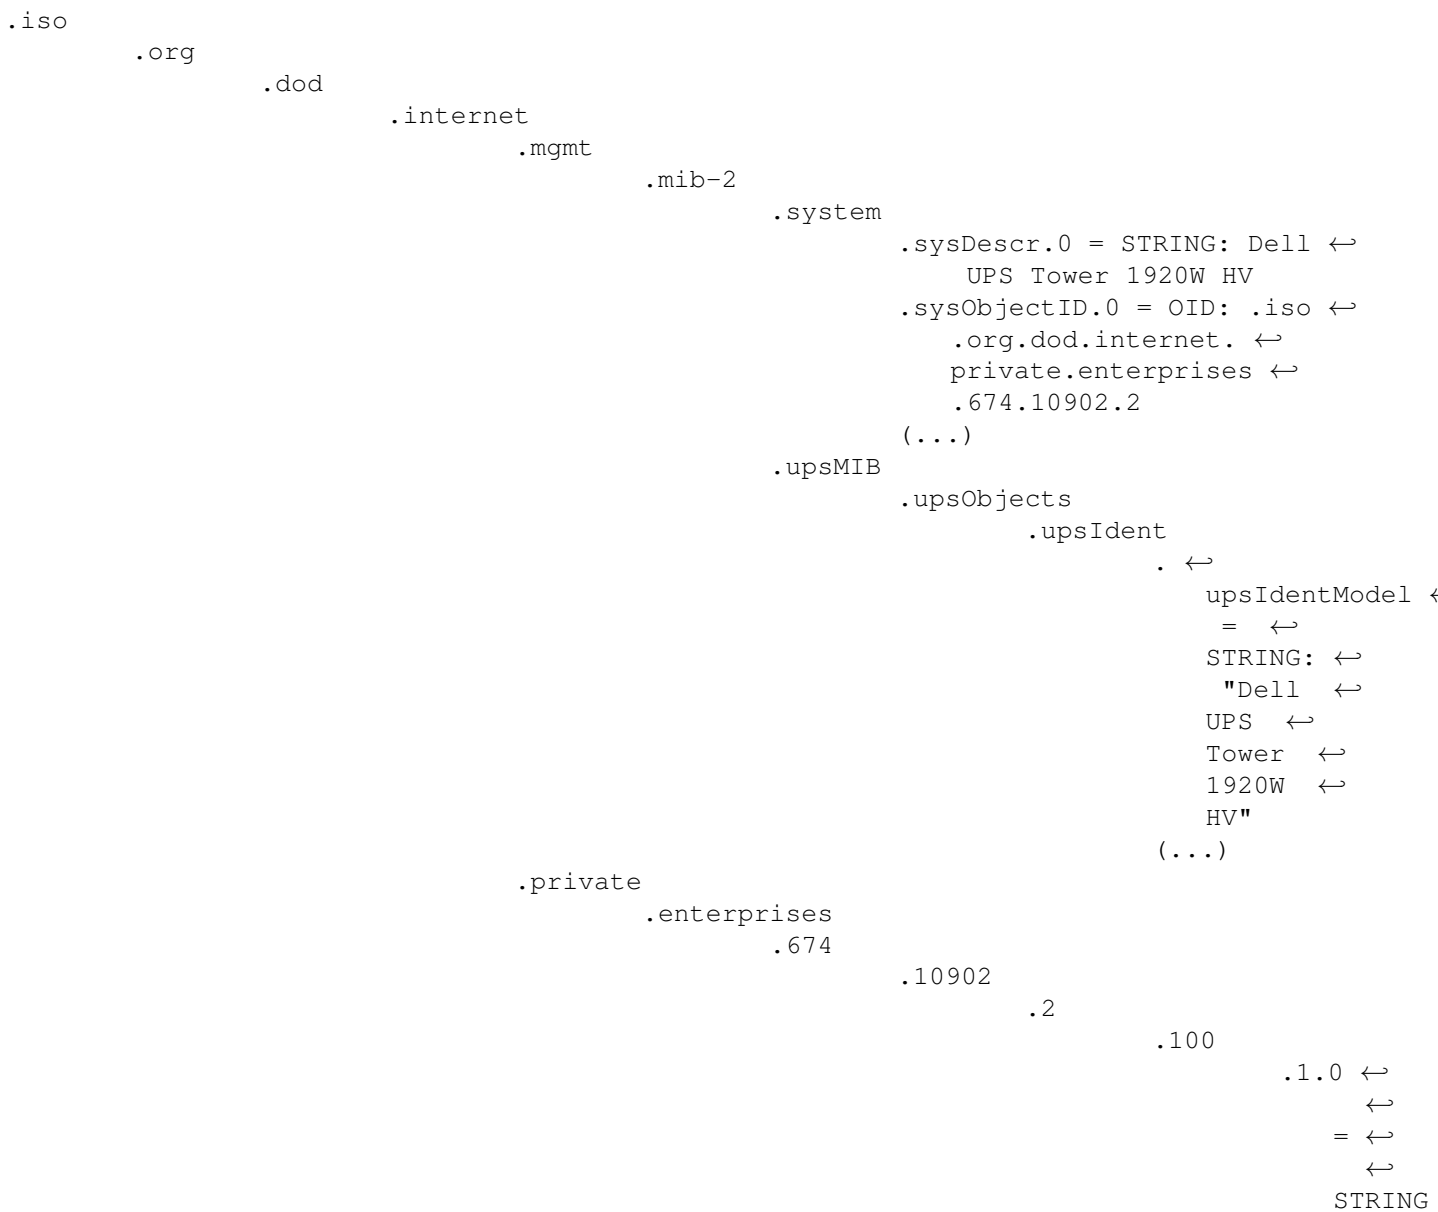 .iso
.org
.dod
.internet
.mgmt
.mib-2
.system
.sysDescr.0 = STRING: Dell ↩
UPS Tower 1920W HV
.sysObjectID.0 = OID: .iso ↩
.org.dod.internet. ↩
private.enterprises ↩
.674.10902.2
(...)
.upsMIB
.upsObjects
.upsIdent
. ↩
upsIdentModel ↩
= ↩
STRING: ↩
"Dell ↩
UPS ↩
Tower ↩
1920W ↩
HV"
(...)
.private
.enterprises
.674
.10902
.2
.100
.1.0 ↩
↩
= ↩
↩
STRING